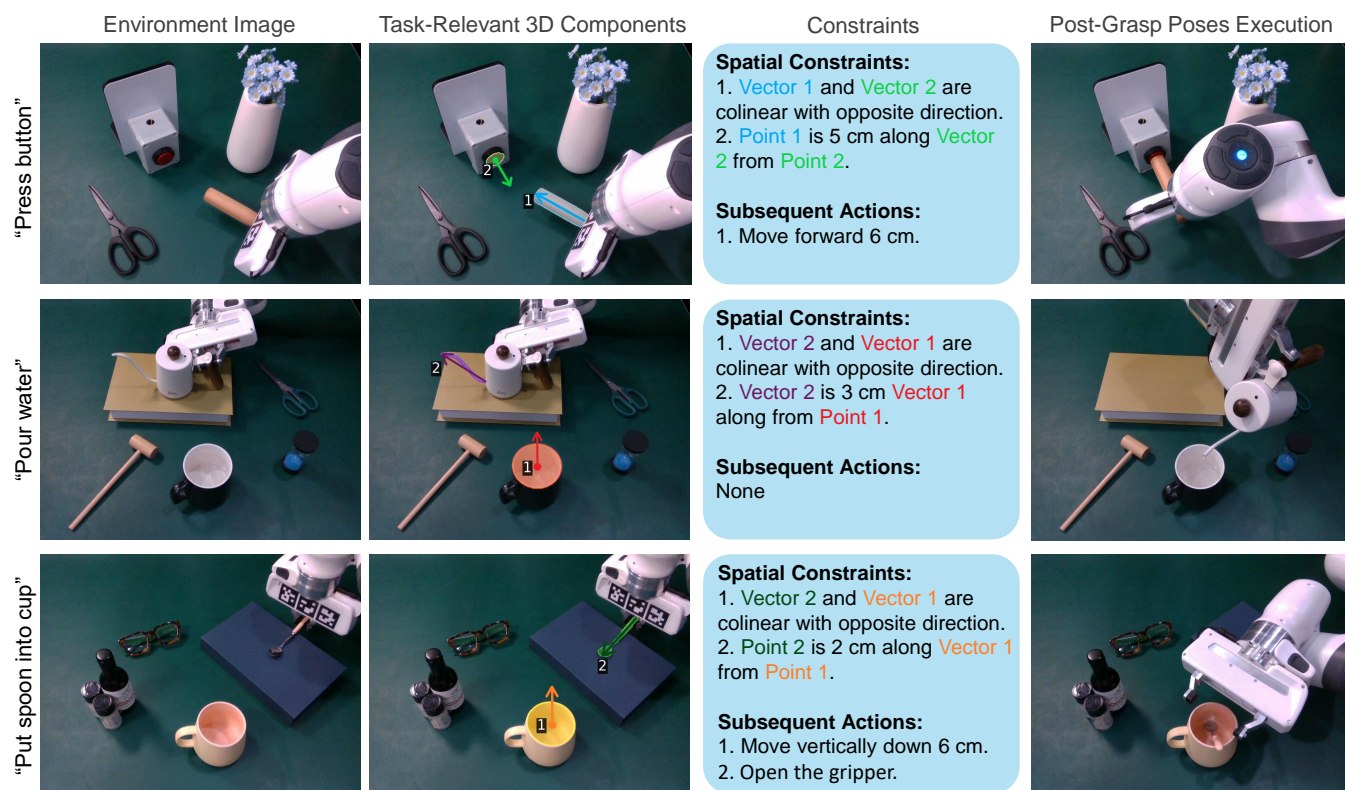 Environment Image
Task-Relevant 3D Components
Constraints
Post-Grasp Poses Execution
"Press button"
2
1
Spatial Constraints:
1. Vector 1 and Vector 2 are
colinear with opposite direction.
2. Point 1 is 5 cm along Vector
2 from Point 2.
Subsequent Actions:
1. Move forward 6 cm.
"Pour water"
2
1
Spatial Constraints:
1. Vector 2 and Vector 1 are
colinear with opposite direction.
2. Vector 2 is 3 cm Vector 1
along from Point 1.
Subsequent Actions:
None
"Put spoon into cup"
2
1
Spatial Constraints:
1. Vector 2 and Vector 1 are
colinear with opposite direction.
2. Point 2 is 2 cm along Vector 1
from Point 1.
Subsequent Actions:
1. Move vertically down 6 cm.
2. Open the gripper.